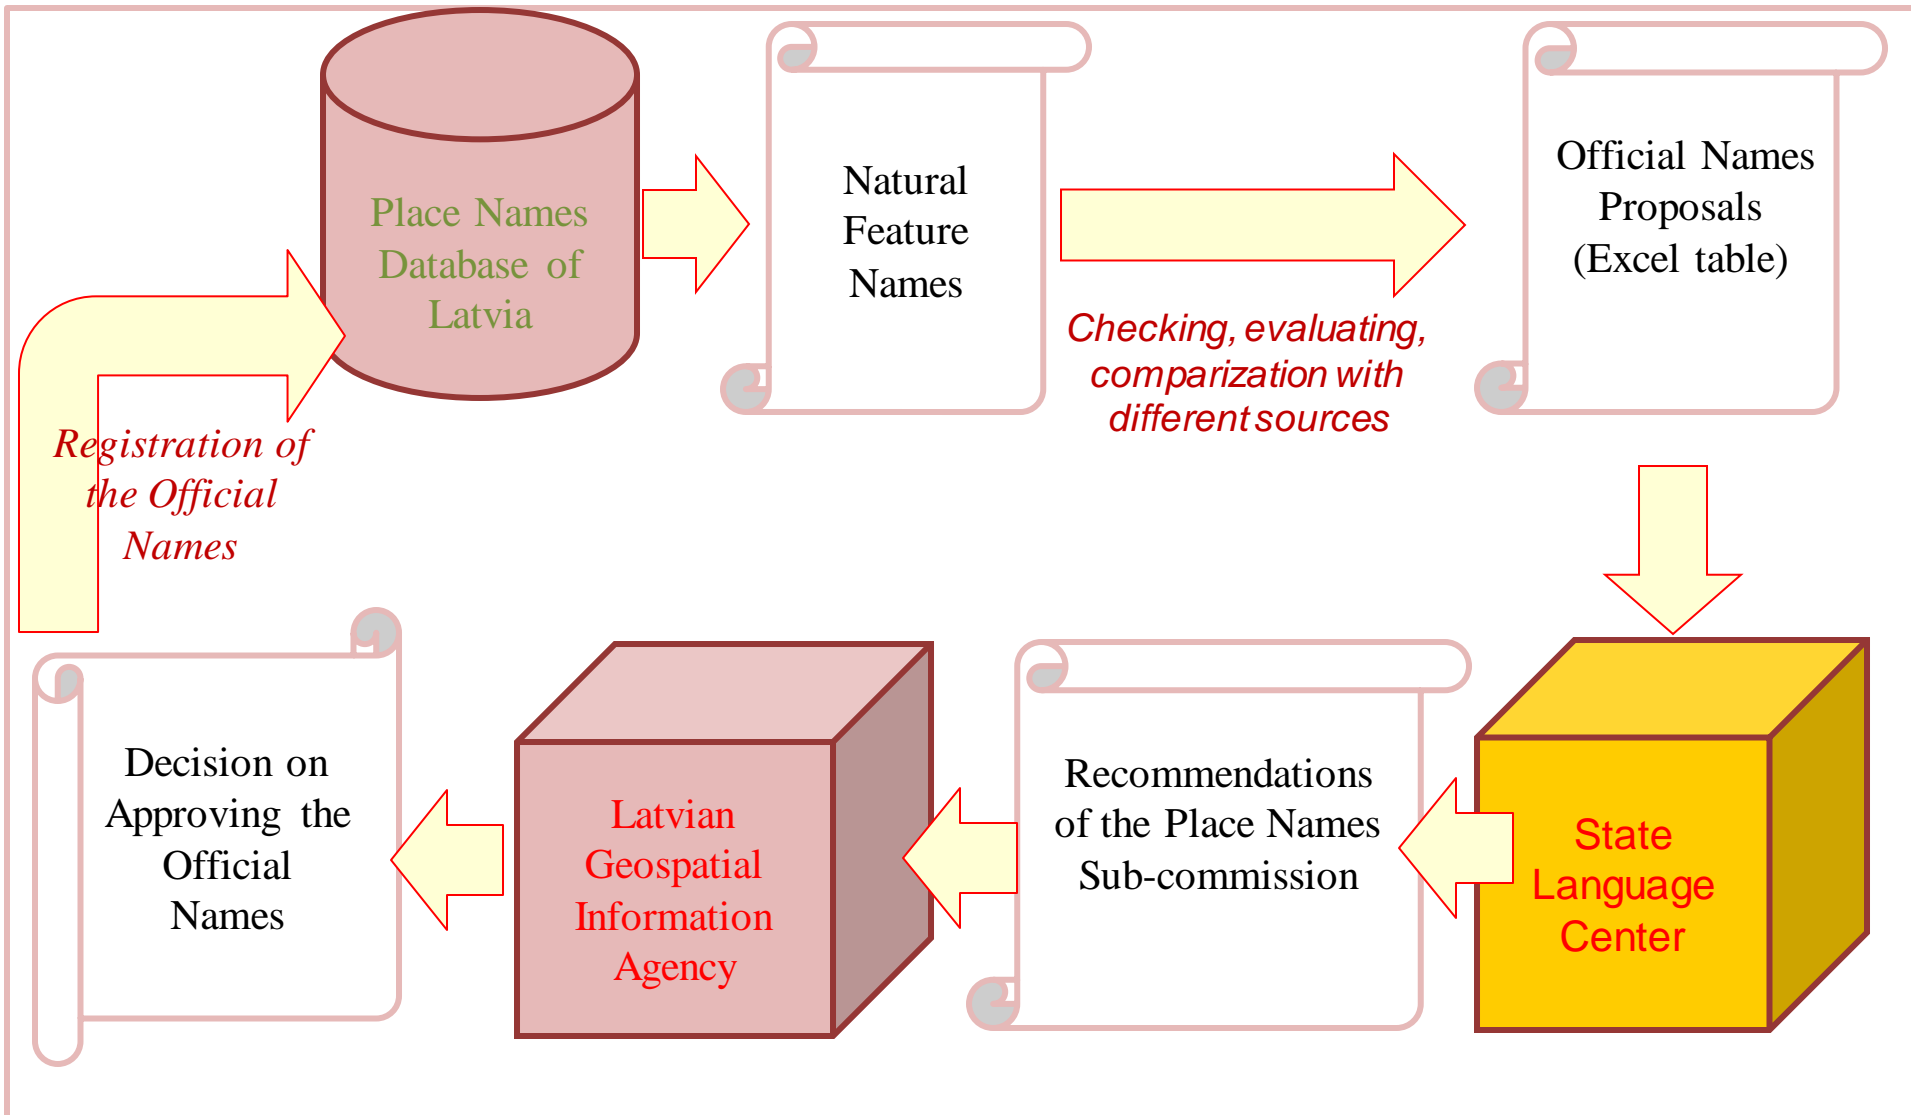 Place Names
Database of
Latvia
Natural
Feature
Names
Checking, evaluating,
comparization with
different sources
Official Names
Proposals
(Excel table)
State
Language
Center
Recommendations
of the Place Names
Sub-commission
Latvian
Geospatial
Information
Agency
Decision on
Approving the
Official
Names
Registration of
the Official
Names